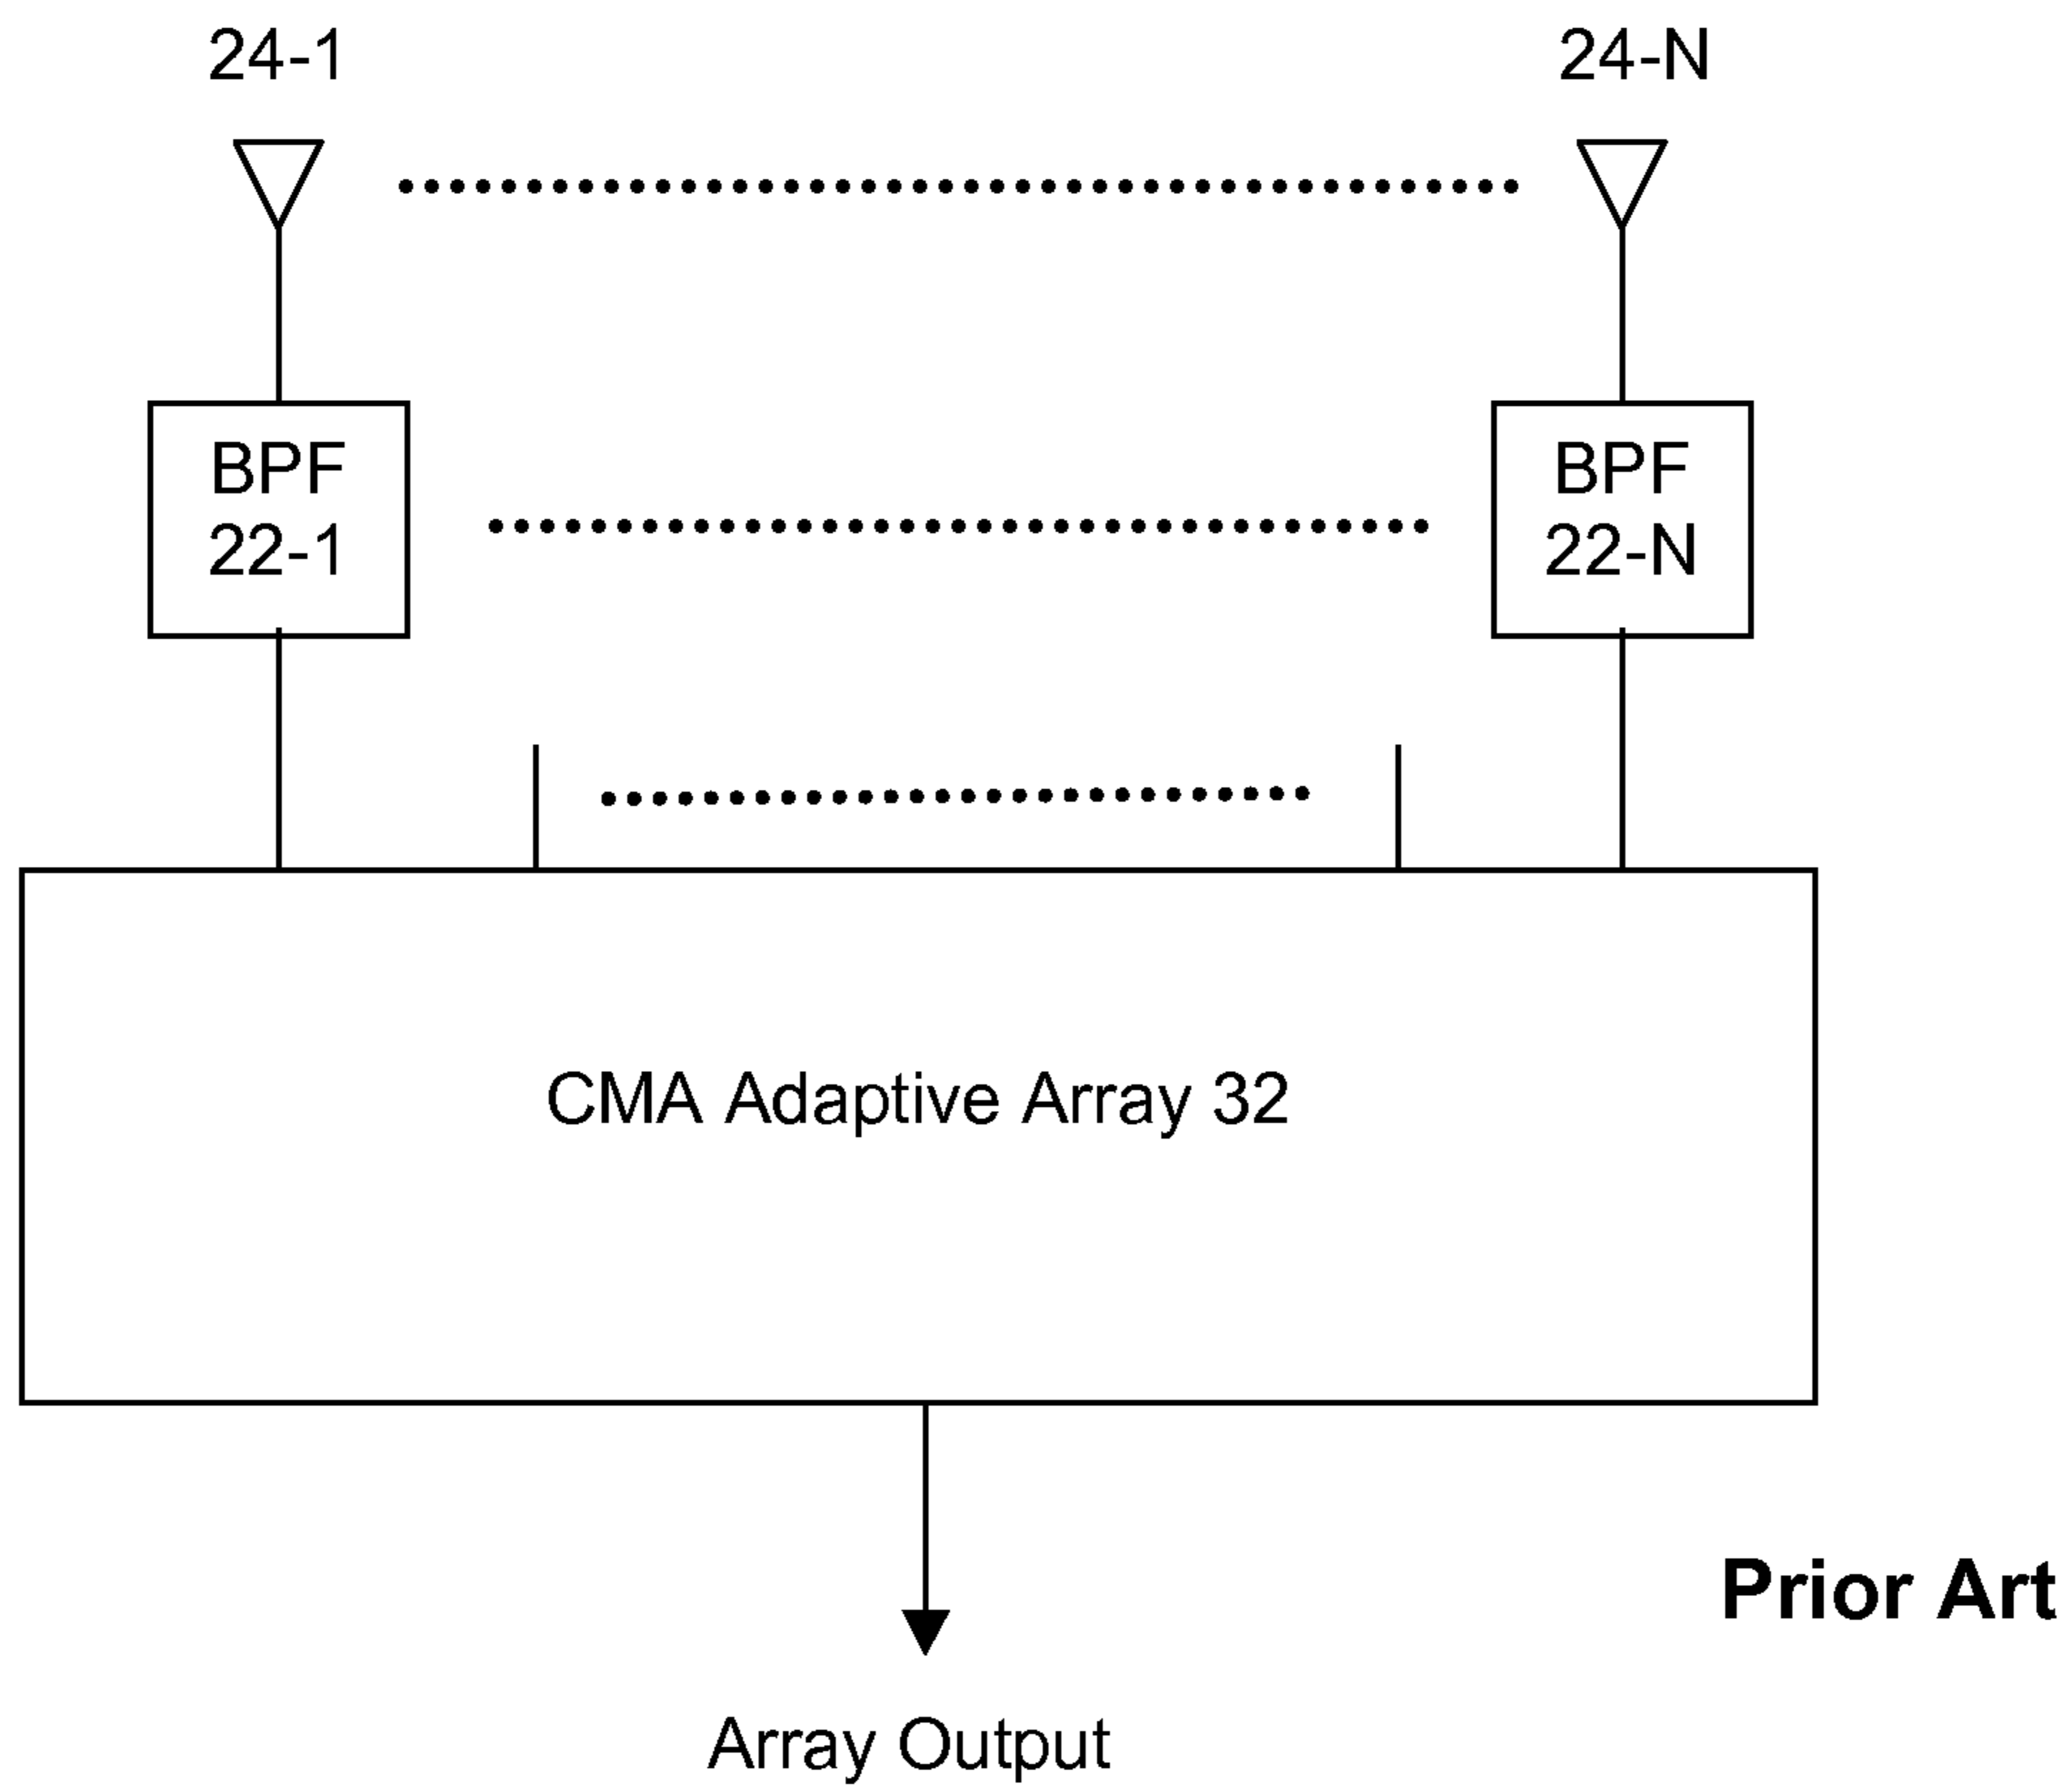 24-1
24-N
BPF
22-1
BPF
22-N
CMA Adaptive Array 32
Prior Art
Array Output